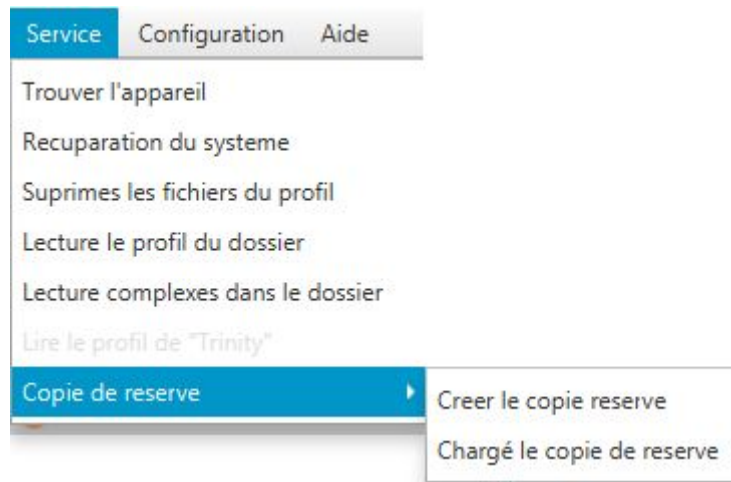 Service Configuration Aide
Trouver l'appareil
Recuparation du systeme
Suprimes les fichiers du profil
Lecture le profil du dossier
Lecture complexes dans le dossier
Lire le profil de "Trinity"
Copie de reserve
Creer le copie reserve
Chargé le copie de reserve